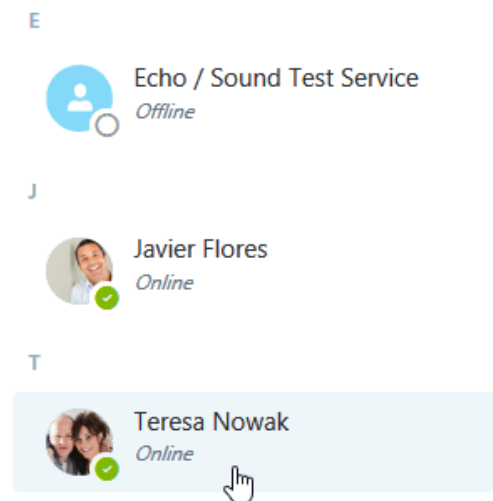 E
Echo / Sound Test Service
Offline
J
Javier Flores
Online
T
Teresa Nowak
Online